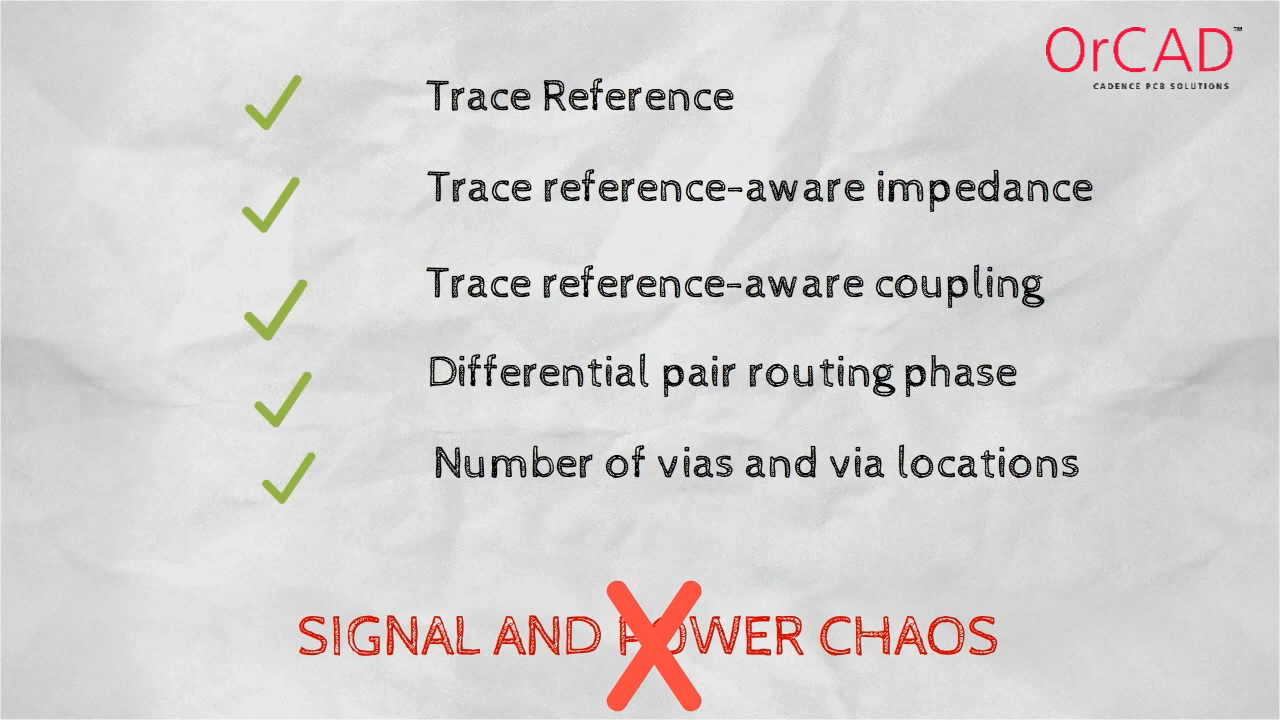 OrCAD™
CADENCE PCB SOLUTIONS
Trace Reference
Trace reference-aware impedance
Trace reference-aware coupling
Differential pair routing phase
Number of vias and via locations
SIGNAL AND POWER CHAOS